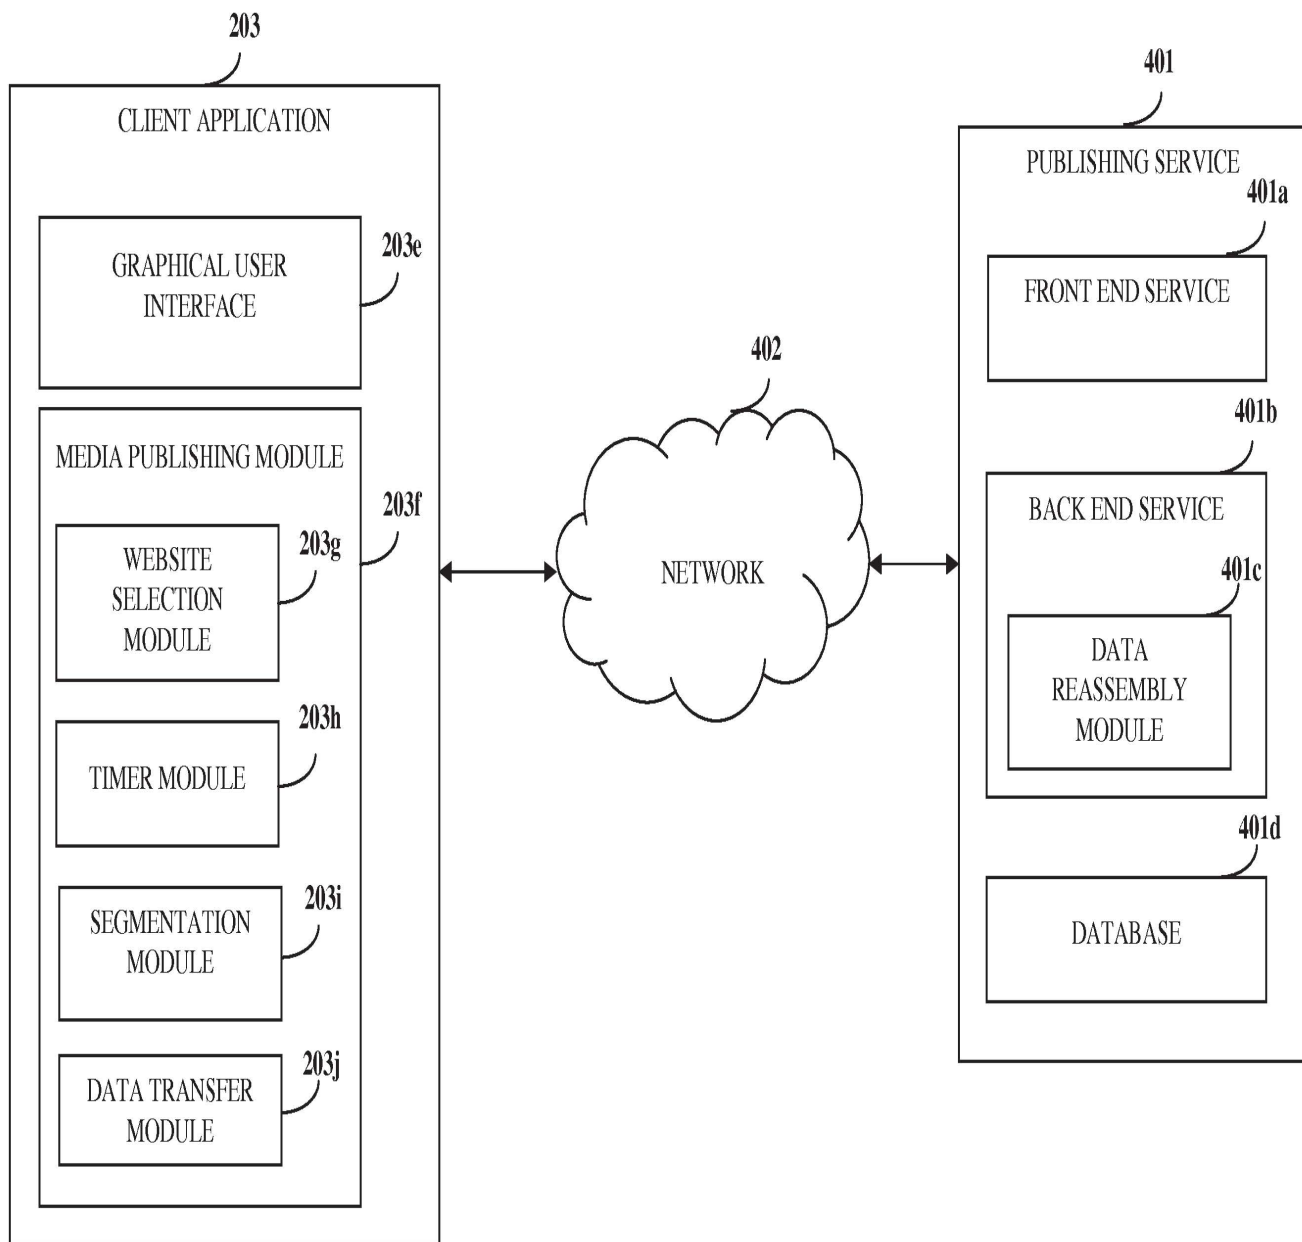 203
CLIENT APPLICATION
GRAPHICAL USER
INTERFACE
203e
MEDIA PUBLISHING MODULE
203f
WEBSITE
SELECTION
MODULE
203g
TIMER MODULE
203h
SEGMENTATION
MODULE
203i
DATA TRANSFER
MODULE
203j
402
NETWORK
401
PUBLISHING SERVICE
401a
FRONT END SERVICE
401b
BACK END SERVICE
401c
DATA
REASSEMBLY
MODULE
401d
DATABASE